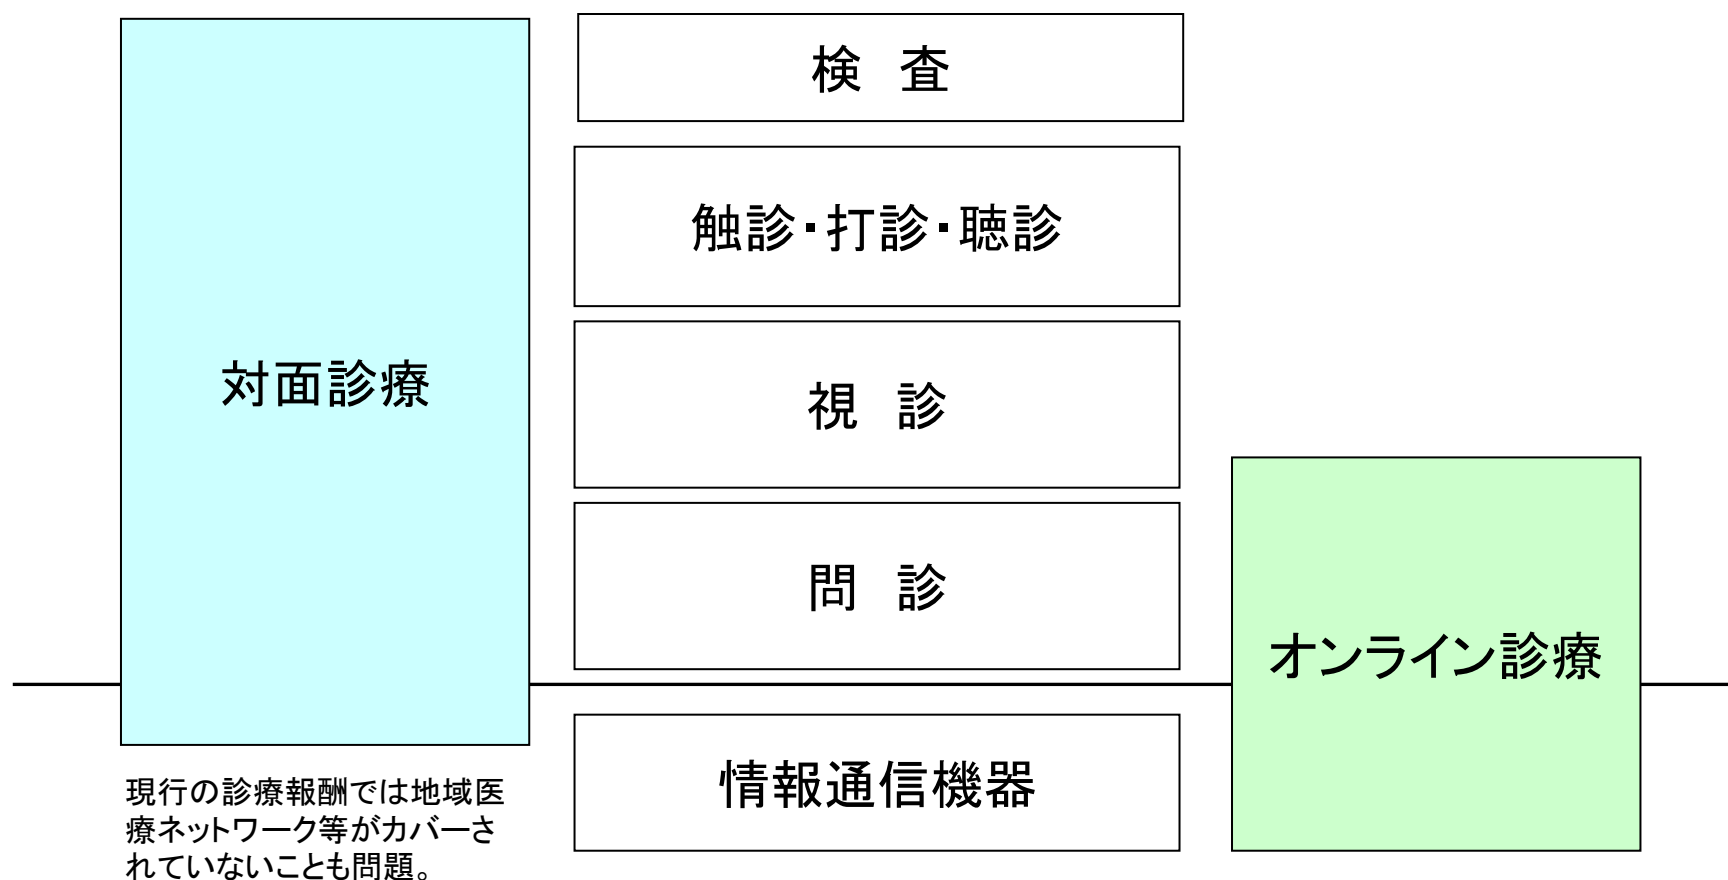 検　査
触診・打診・聴診
対面診療
視　診
問　診
オンライン診療
情報通信機器
現行の診療報酬では地域医
療ネットワーク等がカバーさ
れていないことも問題。